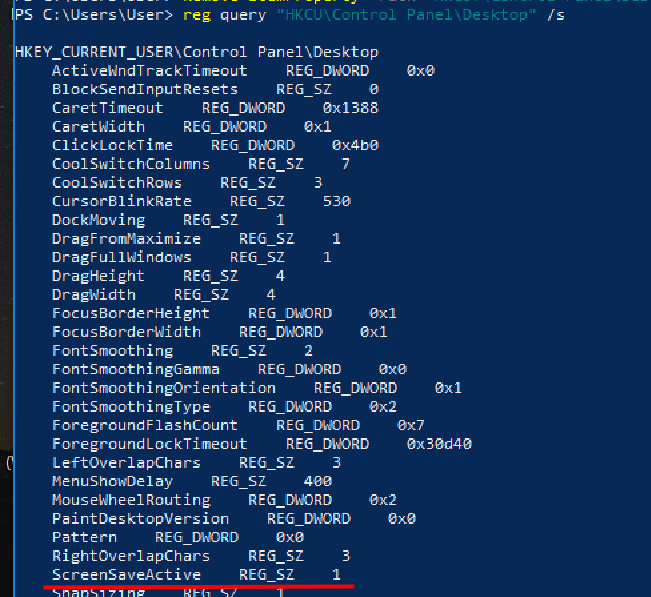 PS C:\Users\User> reg query "HKCU\Control Panel\Desktop" /s
HKEY_CURRENT_USER\Control Panel\Desktop
ActiveWndTrackTimeout    REG_DWORD    0x0
BlockSendInputResets    REG_SZ    0
CaretTimeout    REG_DWORD    0x1388
CaretWidth    REG_DWORD    0x1
ClickLockTime    REG_DWORD    0x4b0
CoolSwitchColumns    REG_SZ    7
CoolSwitchRows    REG_SZ    3
CursorBlinkRate    REG_SZ    530
DockMoving    REG_SZ    1
DragFromMaximize    REG_SZ    1
DragFullWindows    REG_SZ    1
DragHeight    REG_SZ    4
DragWidth    REG_SZ    4
FocusBorderHeight    REG_DWORD    0x1
FocusBorderWidth    REG_DWORD    0x1
FontSmoothing    REG_SZ    2
FontSmoothingGamma    REG_DWORD    0x0
FontSmoothingOrientation    REG_DWORD    0x1
FontSmoothingType    REG_DWORD    0x2
ForegroundFlashCount    REG_DWORD    0x7
ForegroundLockTimeout    REG_DWORD    0x30d40
LeftOverlapChars    REG_SZ    3
MenuShowDelay    REG_SZ    400
MouseWheelRouting    REG_DWORD    0x2
PaintDesktopVersion    REG_DWORD    0x0
Pattern    REG_DWORD    0x0
RightOverlapChars    REG_SZ    3
ScreenSaveActive    REG_SZ    1
SnapSizing    REG_SZ    1